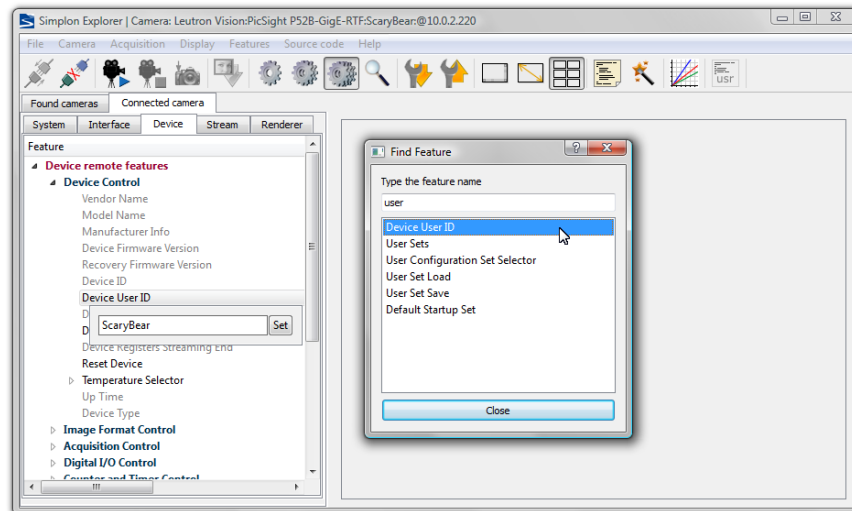 Simplon Explorer | Camera: Leutron Vision:PicSight P52B-GigE-RTF:ScaryBear:@10.0.2.220
File Camera Acquisition Display Features Source code Help
usr
Found cameras Connected camera
System Interface Device Stream Renderer
Feature
Device remote features
Device Control
Vendor Name
Model Name
Manufacturer Info
Device Firmware Version
Recovery Firmware Version
Device ID
Device User ID
D
ScaryBear Set
D
Device Registers Streaming End
Reset Device
Temperature Selector
Up Time
Device Type
Image Format Control
Acquisition Control
Digital I/O Control
Counter and Timer Control
Find Feature
Type the feature name
user
Device User ID
User Sets
User Configuration Set Selector
User Set Load
User Set Save
Default Startup Set
Close